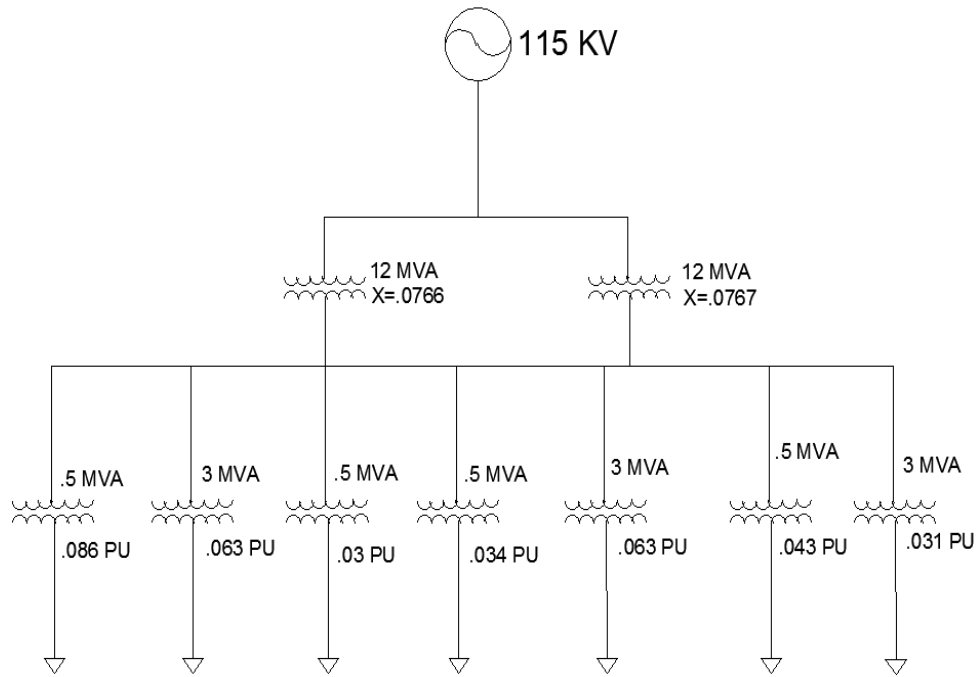 115 KV
12 MVA
X=.0766
12 MVA
X=.0767
.5 MVA
.086 PU
3 MVA
.063 PU
.5 MVA
.03 PU
.5 MVA
.034 PU
3 MVA
.063 PU
.5 MVA
.043 PU
3 MVA
.031 PU